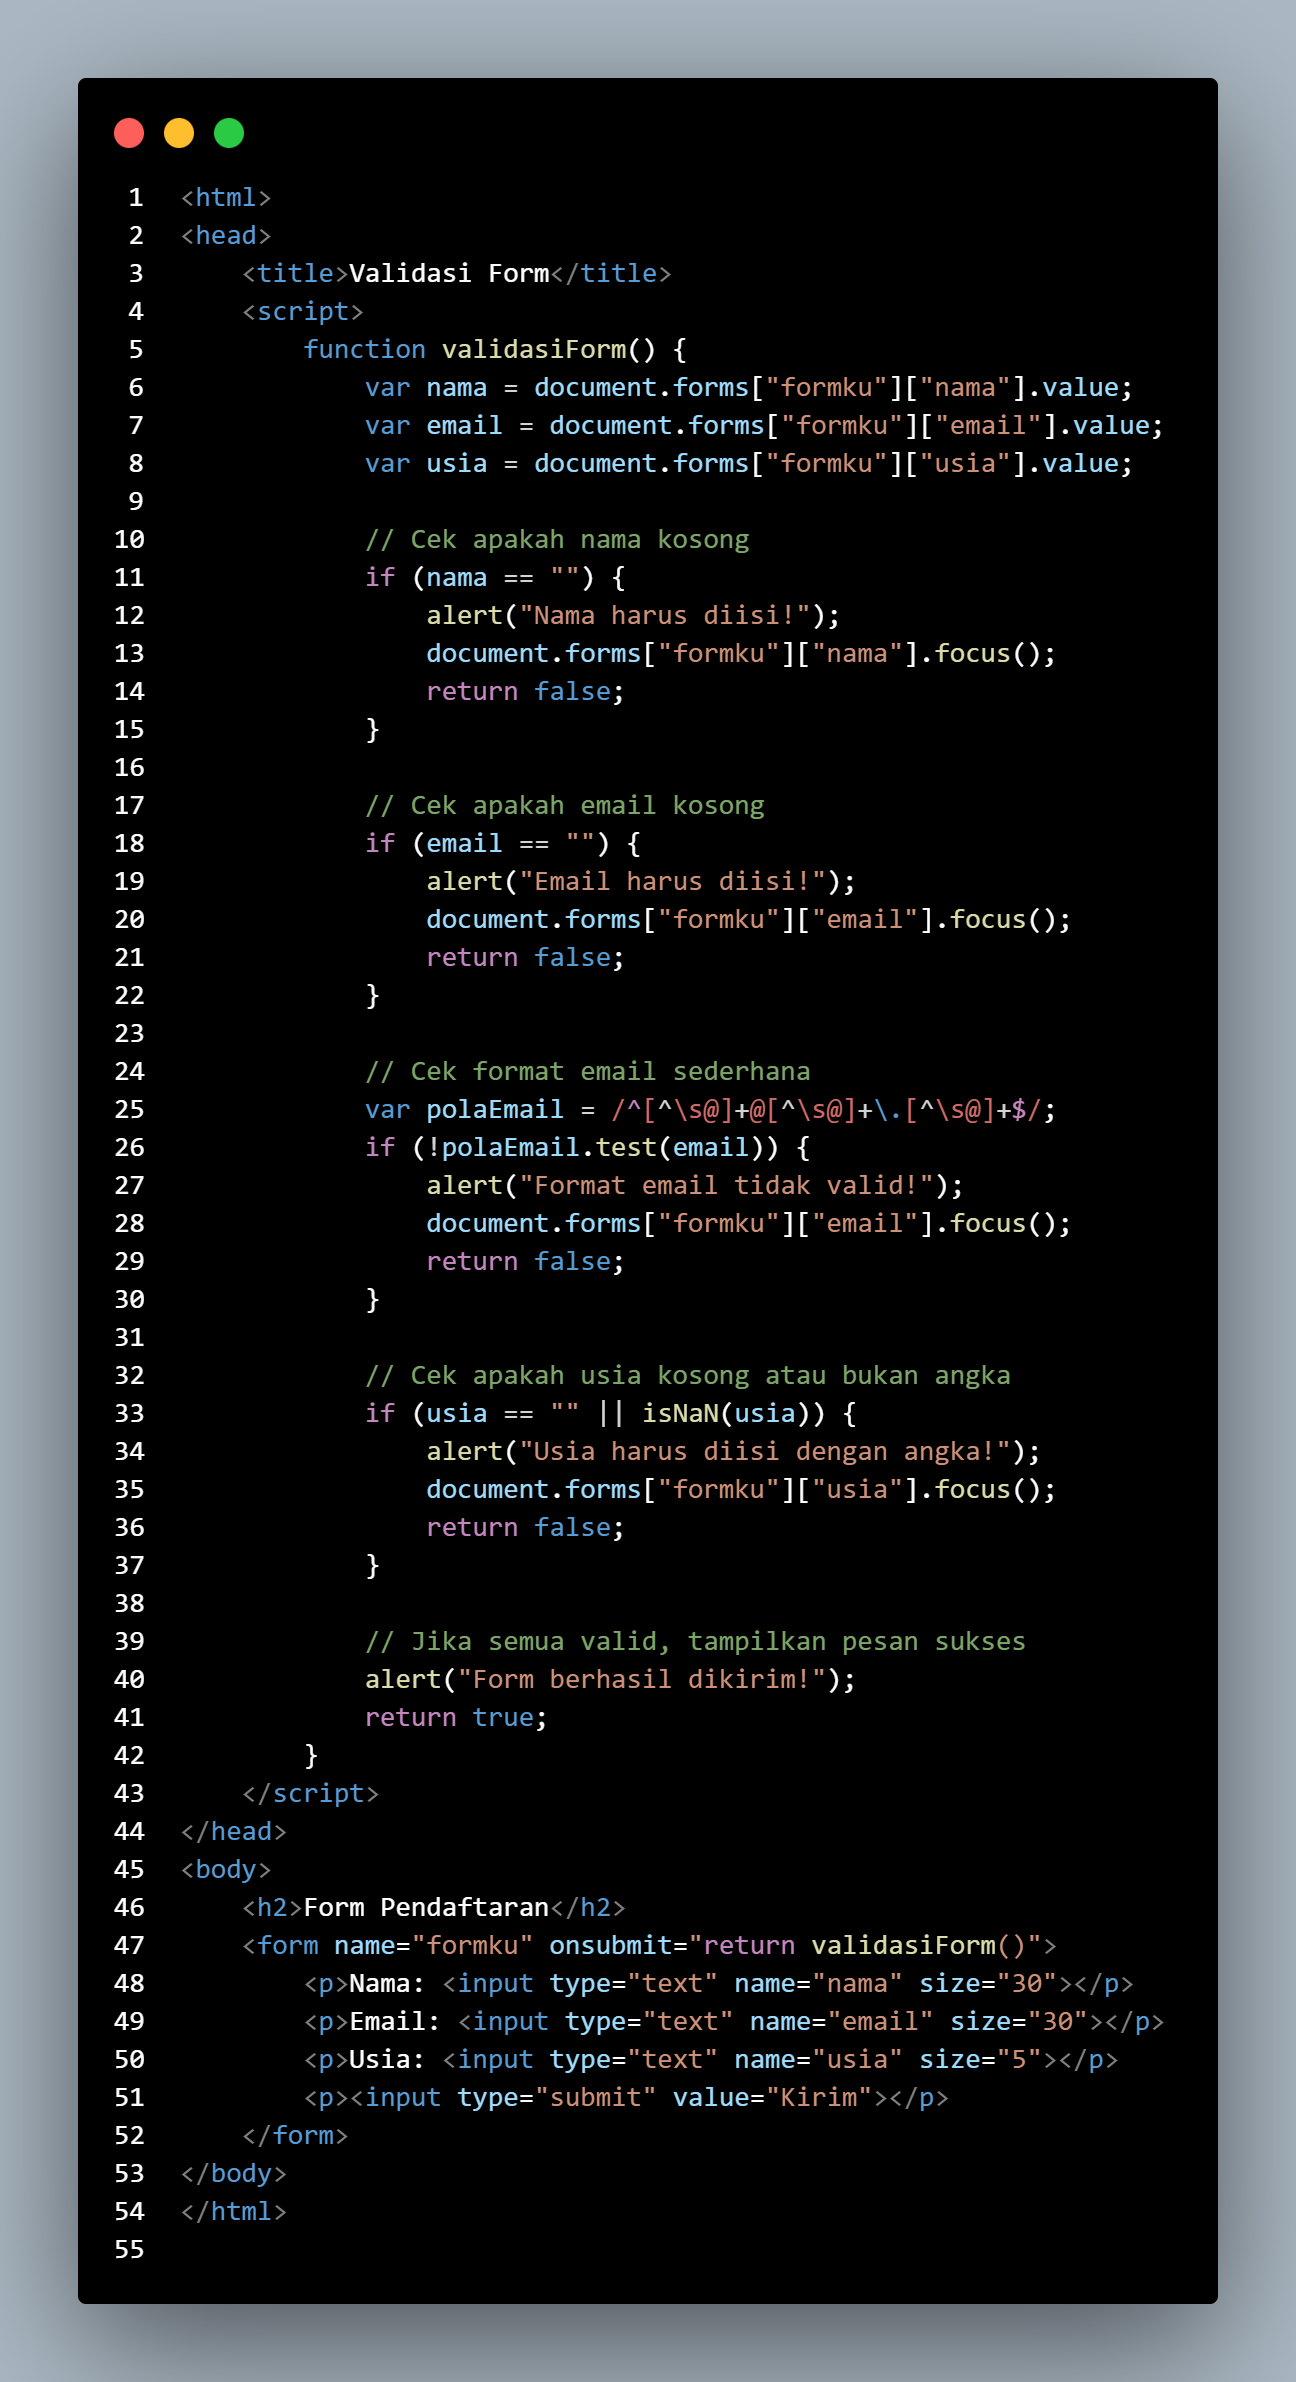 1 <html>
2 <head>
3     <title>Validasi Form</title>
4     <script>
5         function validasiForm() {
6             var nama = document.forms["formku"]["nama"].value;
7             var email = document.forms["formku"]["email"].value;
8             var usia = document.forms["formku"]["usia"].value;
9
10             // Cek apakah nama kosong
11             if (nama == "") {
12                 alert("Nama harus diisi!");
13                 document.forms["formku"]["nama"].focus();
14                 return false;
15             }
16
17             // Cek apakah email kosong
18             if (email == "") {
19                 alert("Email harus diisi!");
20                 document.forms["formku"]["email"].focus();
21                 return false;
22             }
23
24             // Cek format email sederhana
25             var polaEmail = /^[^\s@]+@[^\s@]+\.[^\s@]+$/;
26             if (!polaEmail.test(email)) {
27                 alert("Format email tidak valid!");
28                 document.forms["formku"]["email"].focus();
29                 return false;
30             }
31
32             // Cek apakah usia kosong atau bukan angka
33             if (usia == "" || isNaN(usia)) {
34                 alert("Usia harus diisi dengan angka!");
35                 document.forms["formku"]["usia"].focus();
36                 return false;
37             }
38
39             // Jika semua valid, tampilkan pesan sukses
40             alert("Form berhasil dikirim!");
41             return true;
42         }
43     </script>
44 </head>
45 <body>
46     <h2>Form Pendaftaran</h2>
47     <form name="formku" onsubmit="return validasiForm()">
48         <p>Nama: <input type="text" name="nama" size="30"></p>
49         <p>Email: <input type="text" name="email" size="30"></p>
50         <p>Usia: <input type="text" name="usia" size="5"></p>
51         <p><input type="submit" value="Kirim"></p>
52     </form>
53 </body>
54 </html>
55